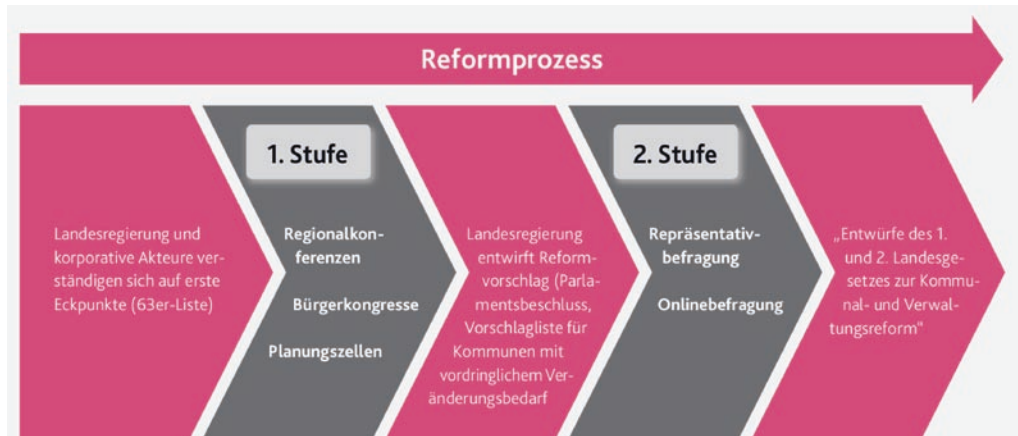 Reformprozess
Landesregierung und
korporative Akteure ver-
ständigen sich auf erste
Eckpunkte (63er-Liste)
1. Stufe
Regionalkon-
ferenzen
Bürgerkongresse
Planungszellen
Landesregierung
entwirft Reform-
vorschlag (Parla-
mentsbeschluss,
Vorschlagliste für
Kommunen mit
vordringlichem Ver-
änderungsbedarf
2. Stufe
Repräsentativ-
befragung
Onlinebefragung
„Entwürfe des 1.
und 2. Landesge-
setzes zur Kommu-
nal- und Verwal-
tungsreform“